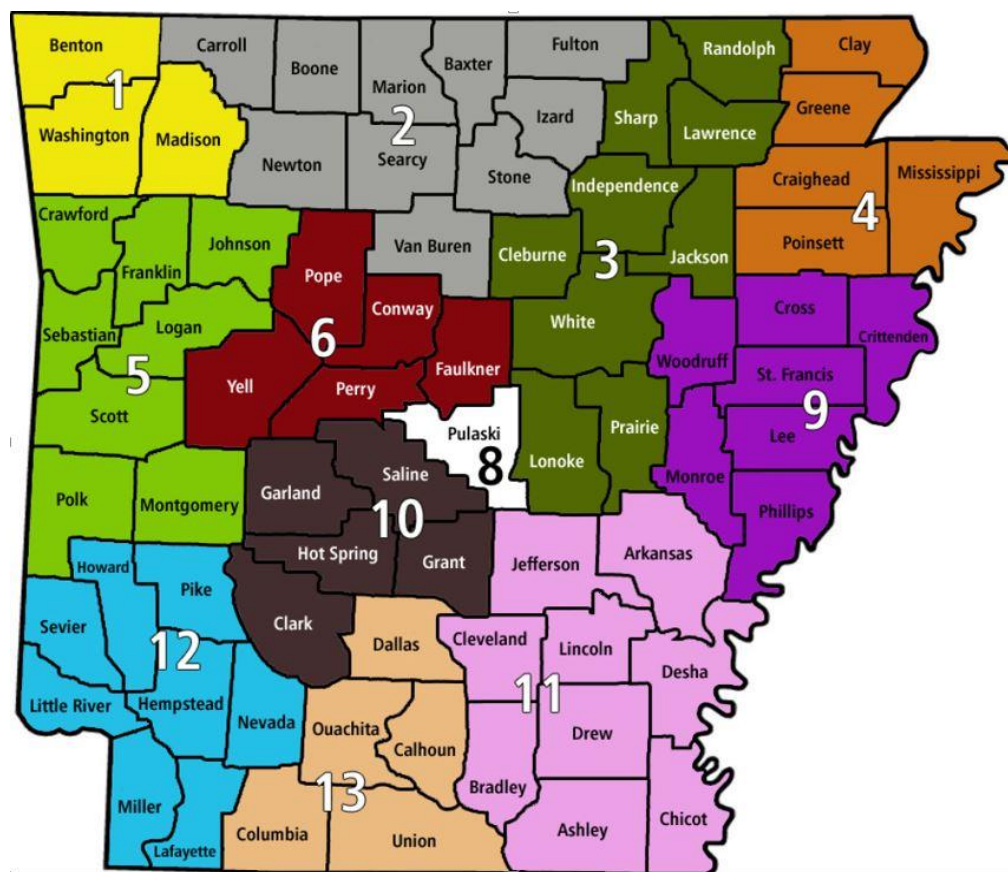 Benton
Carroll
Boone
Marion
Baxter
Fulton
Randolph
Clay
1
Washington
Madison
Newton
2
Searcy
Stone
Izard
Sharp
Lawrence
Greene
Crawford
Franklin
Johnson
Pope
Van Buren
Cleburne
Independence
3
Jackson
Craighead
Mississippi
4
Poinsett
Sebastian
Logan
5
Scott
Yell
6
Conway
Perry
Faulkner
White
Woodruff
Cross
Crittenden
St. Francis
9
Lee
Polk
Montgomery
Garland
Saline
10
Pulaski
8
Lonoke
Prairie
Monroe
Phillips
Howard
Pike
Hot Spring
Grant
Jefferson
Arkansas
Sevier
12
Clark
Dallas
Cleveland
Lincoln
Desha
Little River
Hempstead
Nevada
Ouachita
Calhoun
11
Drew
Miller
Lafayette
13
Columbia
Union
Bradley
Ashley
Chicot